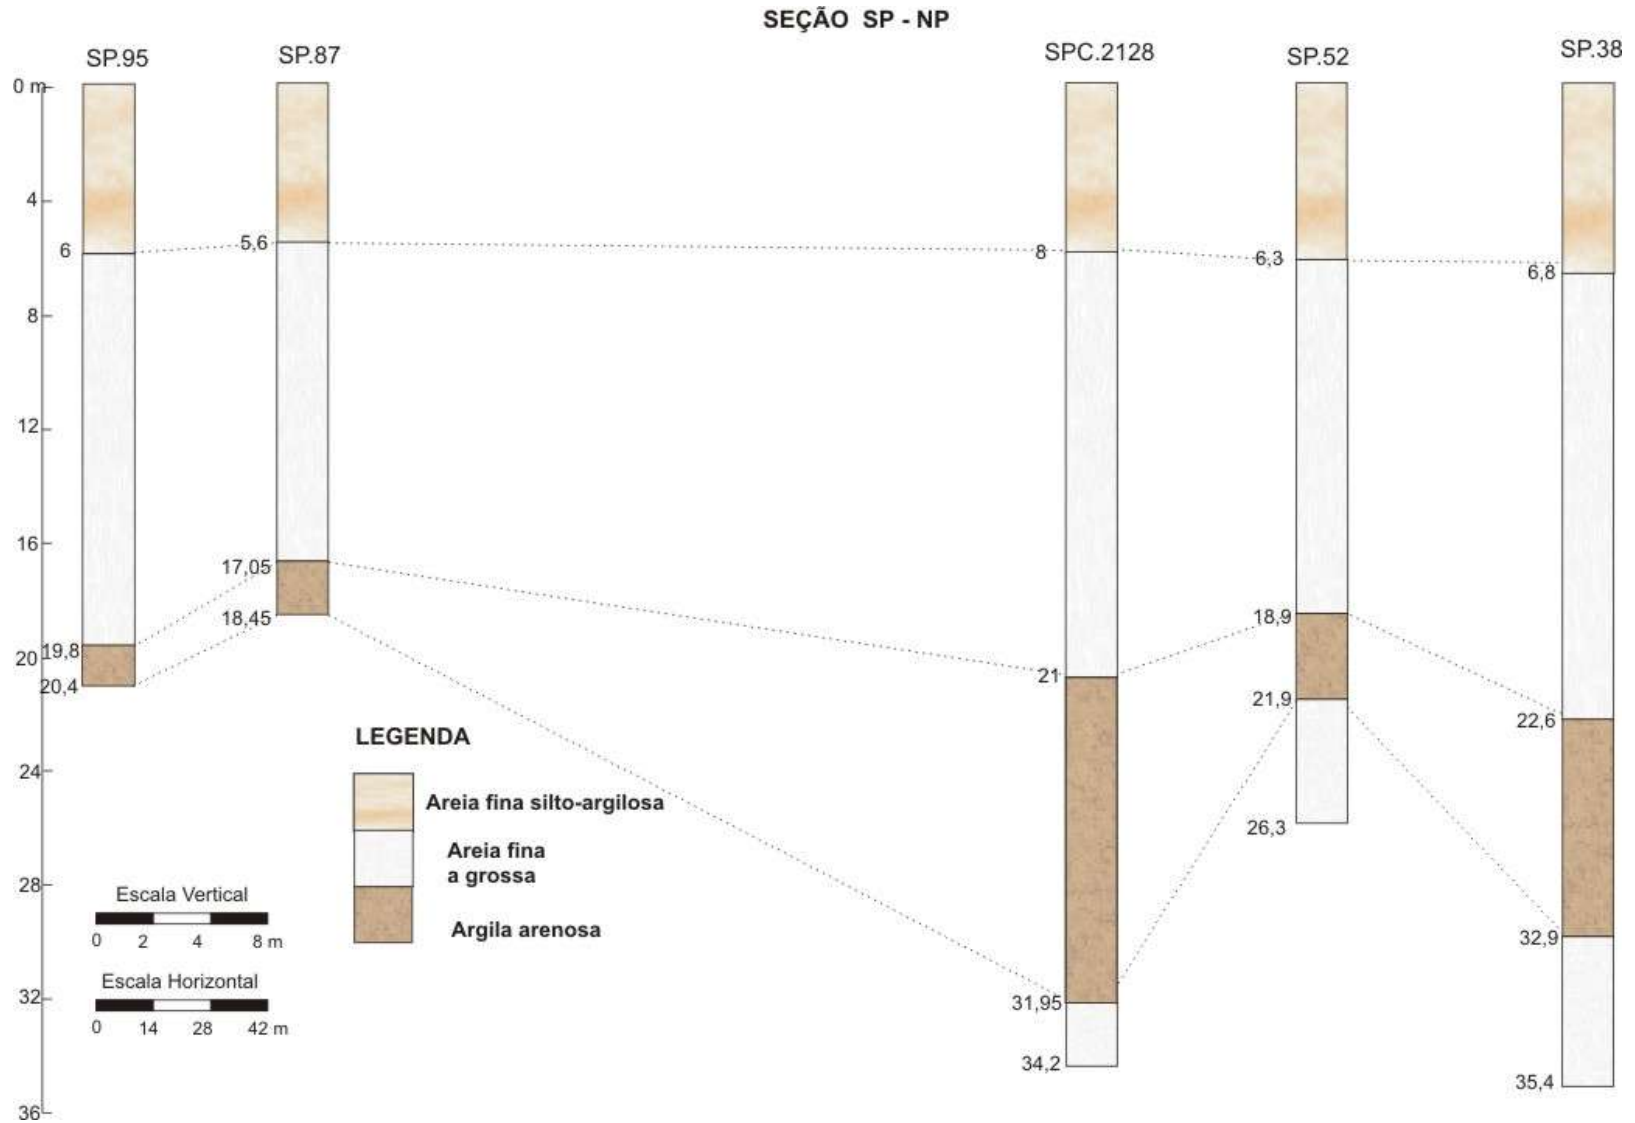 SEÇÃO SP - NP
SP.95
SP.87
SPC.2128
SP.52
SP.38
0 m
4
6
5,6
8
6,3
6,8
8
12
16
17,05
18,45
19,8
20
20,4
21
18,9
21,9
22,6
24
26,3
28
31,95
32
32,9
34,2
35,4
36
LEGENDA
Areia fina silto-argilosa
Areia fina
a grossa
Argila arenosa
Escala Vertical
0 2 4 8 m
Escala Horizontal
0 14 28 42 m